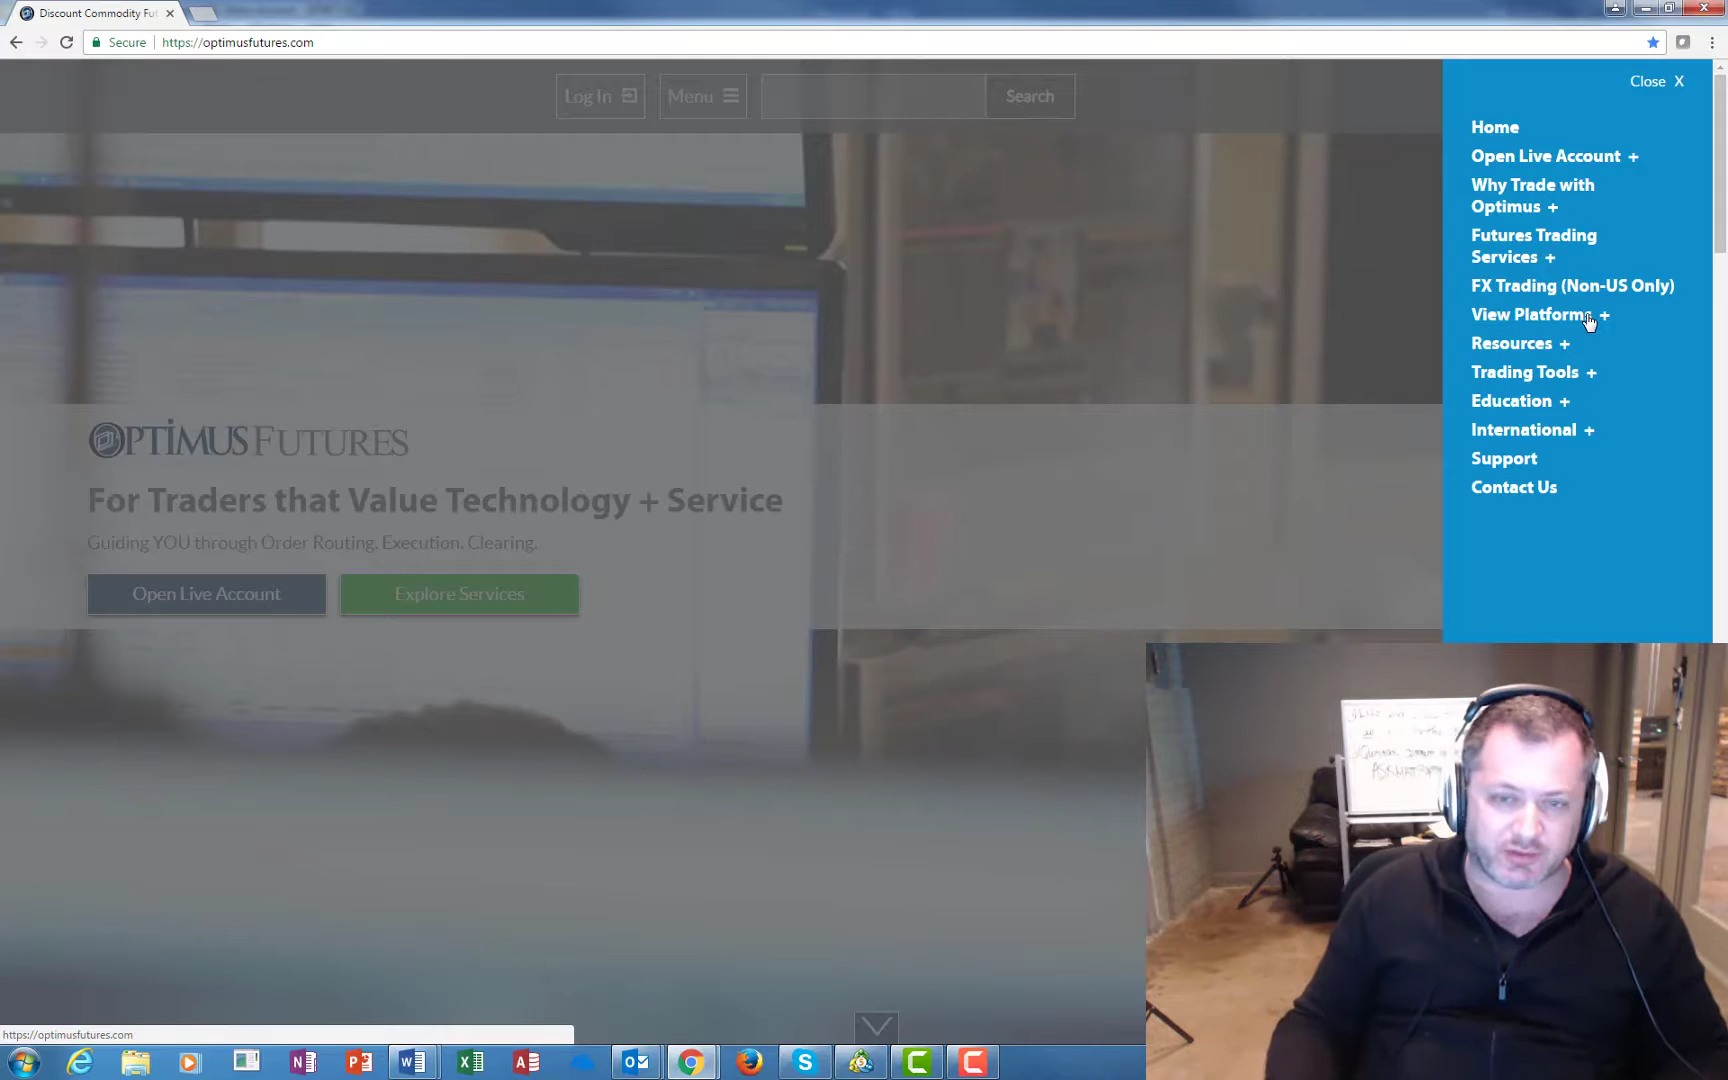 Discount Commodity Fu
Secure
https://optimusfutures.com
Log In
Menu
Search
Close X
Home
Open Live Account +
Why Trade with
Optimus +
Futures Trading
Services +
FX Trading (Non-US Only)
View Platforms +
Resources +
Trading Tools +
Education +
International +
Support
Contact Us
OPTIMUS FUTURES
For Traders that Value Technology + Service
Guiding YOU through Order Routing. Execution. Clearing.
Open Live Account
Explore Services
https://optimusfutures.com